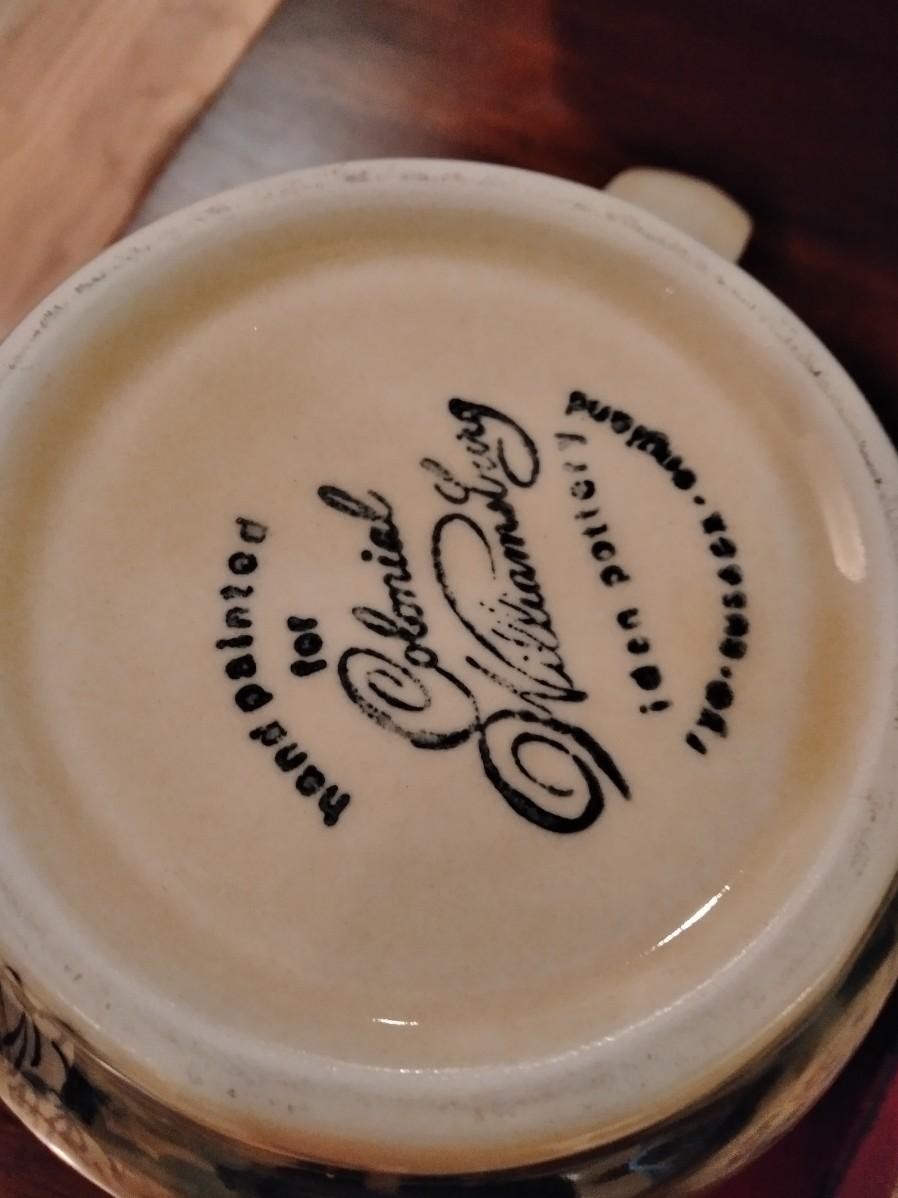 hand painted
for
Colonial
Williamsburg
iden pottery
rye.sussex.england